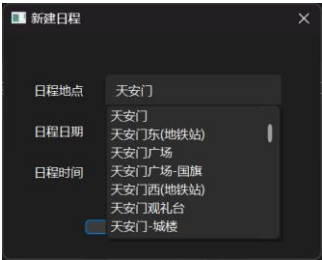 新建日程
日程地点
天安门
天安门
天安门东(地铁站)
日程日期
天安门广场
天安门广场-国旗
日程时间
天安门西(地铁站)
天安门观礼台
天安门-城楼